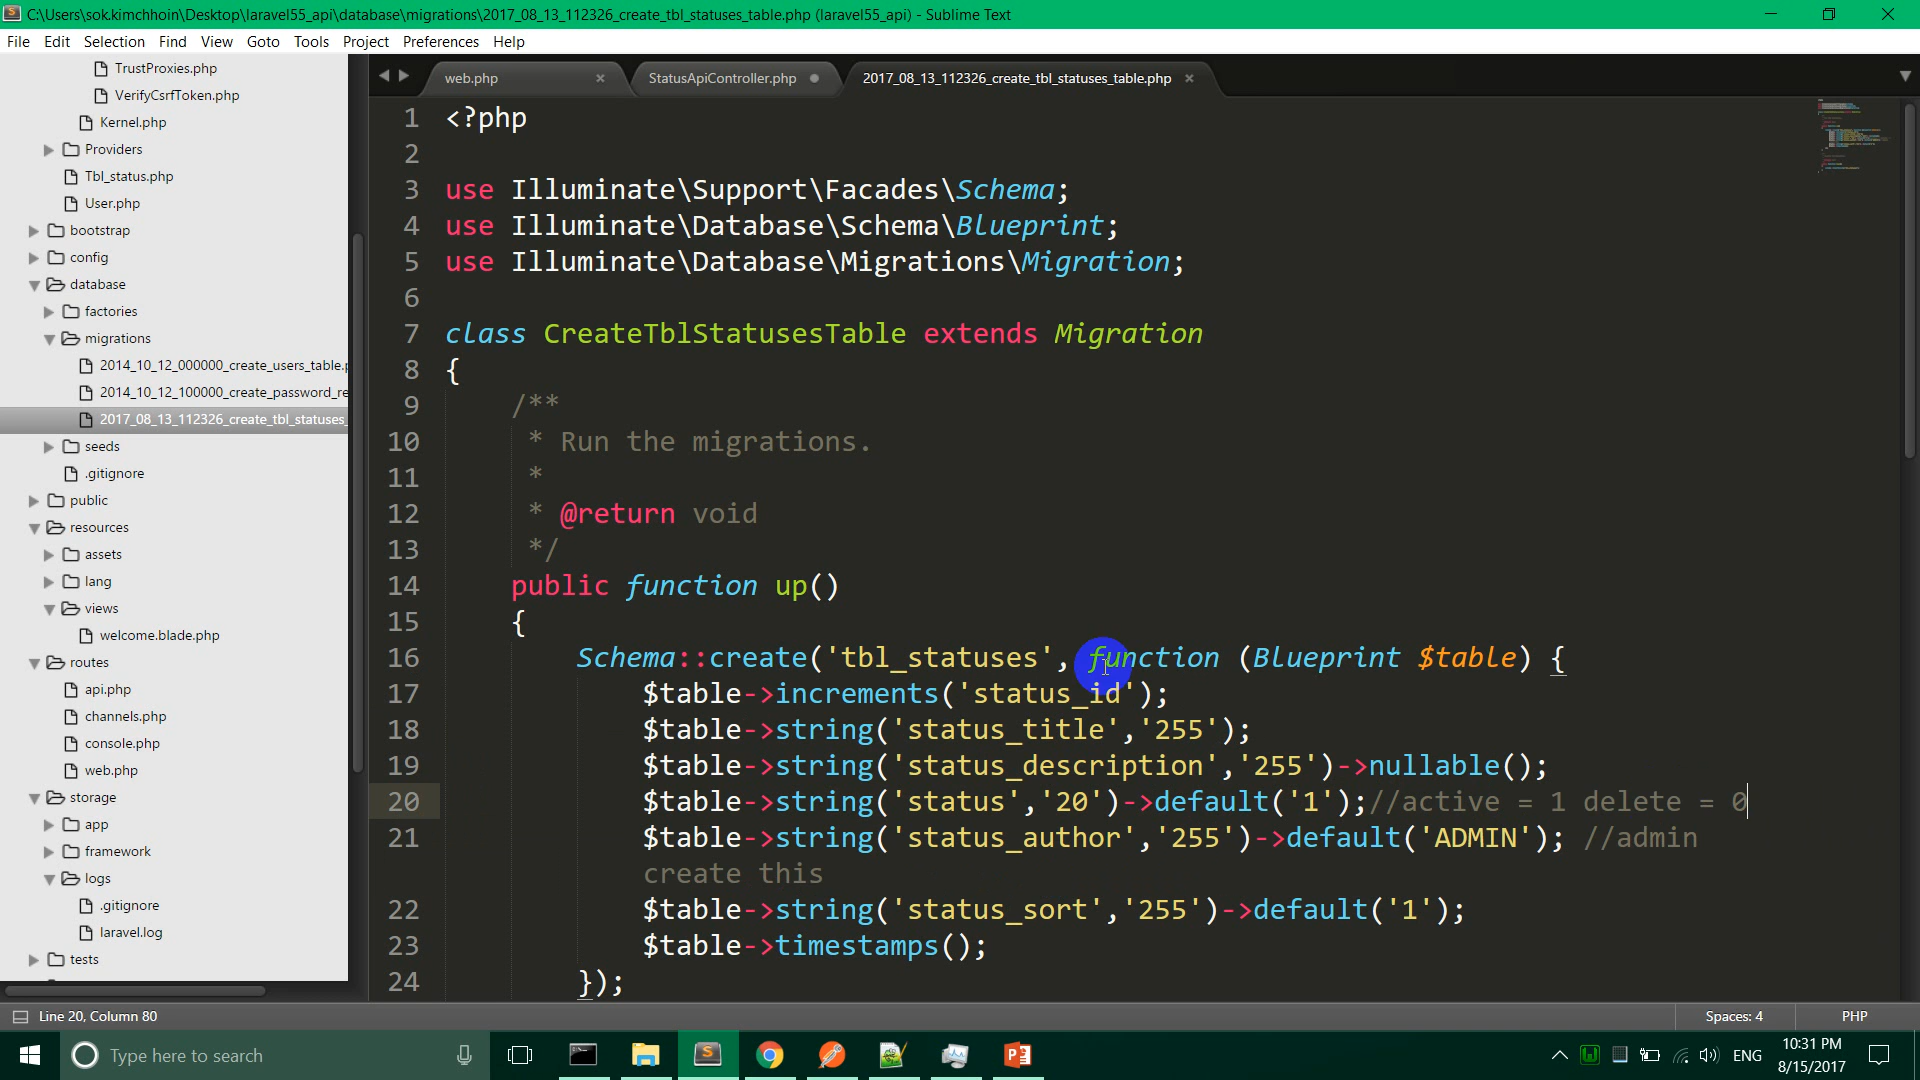 C:\Users\sok.kimchhoin\Desktop\laravel55_api\database\migrations\2017_08_13_112326_create_tbl_statuses_table.php (laravel55_api) - Sublime Text
File Edit Selection Find View Goto Tools Project Preferences Help
TrustProxies.php
VerifyCsrfToken.php
Kernel.php
Providers
Tbl_status.php
User.php
bootstrap
config
database
factories
migrations
2014_10_12_000000_create_users_table.p
2014_10_12_100000_create_password_re
2017_08_13_112326_create_tbl_statuses_
seeds
.gitignore
public
resources
assets
lang
views
welcome.blade.php
routes
api.php
channels.php
console.php
web.php
storage
app
framework
logs
.gitignore
laravel.log
tests
web.php StatusApiController.php 2017_08_13_112326_create_tbl_statuses_table.php
1 <?php
2
3 use Illuminate\Support\Facades\Schema;
4 use Illuminate\Database\Schema\Blueprint;
5 use Illuminate\Database\Migrations\Migration;
6
7 class CreateTblStatusesTable extends Migration
8 {
9 /**
10 * Run the migrations.
11 *
12 * @return void
13 */
14 public function up()
15 {
16 Schema::create('tbl_statuses', function (Blueprint $table) {
17 $table->increments('status_id');
18 $table->string('status_title','255');
19 $table->string('status_description','255')->nullable();
20 $table->string('status','20')->default('1');//active = 1 delete = 0
21 $table->string('status_author','255')->default('ADMIN'); //admin
create this
22 $table->string('status_sort','255')->default('1');
23 $table->timestamps();
24 });
Line 20, Column 80 Spaces: 4 PHP
Type here to search ENG 10:31 PM
8/15/2017